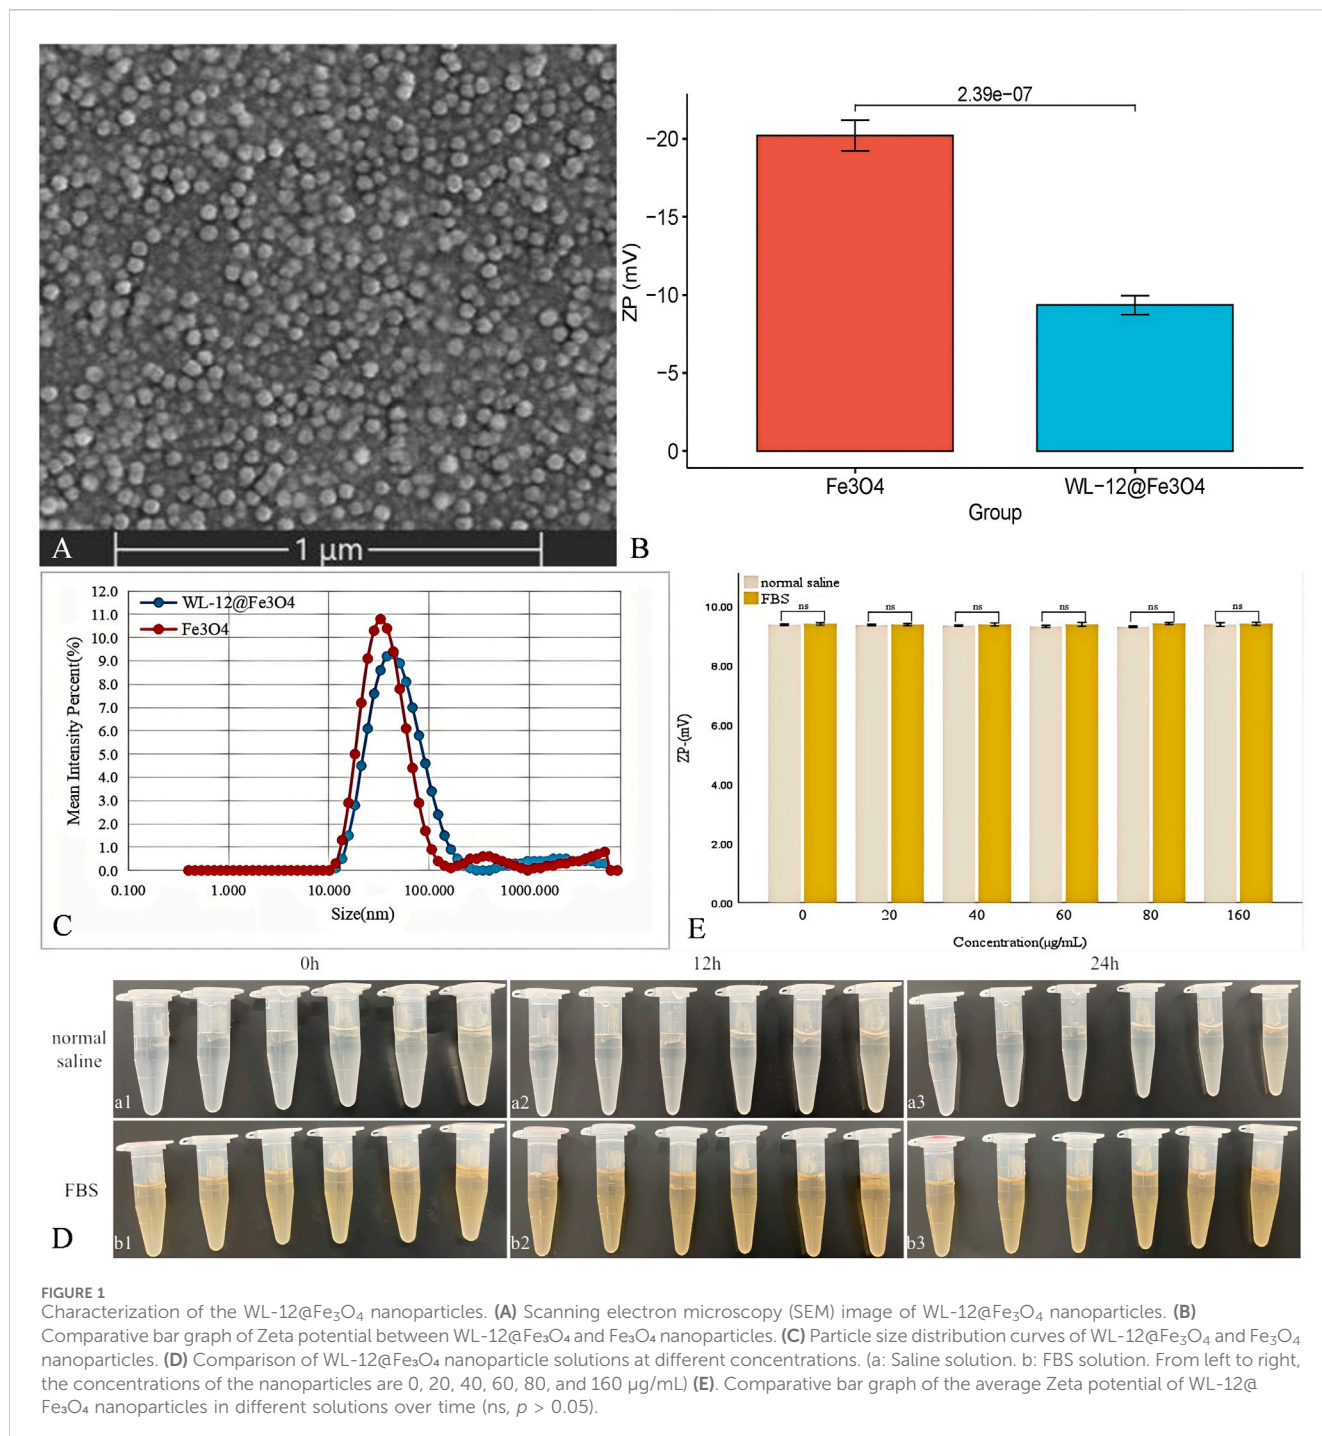 A
1 µm
B
2.39e−07
ZP (mV)
−20
−15
−10
−5
0
Fe3O4
WL−12@Fe3O4
Group
C
Mean Intensity Percent(%)
12.0
11.0
10.0
9.0
8.0
7.0
6.0
5.0
4.0
3.0
2.0
1.0
0.0
WL-12@Fe3O4
Fe3O4
0.100
1.000
10.000
100.000
1000.000
Size(nm)
E
normal saline
FBS
ZP-(mV)
10.00
8.00
6.00
4.00
2.00
0.00
ns
ns
ns
ns
ns
ns
0
20
40
60
80
160
Concentration(µg/mL)
0h
12h
24h
normal
saline
a1
a2
a3
FBS
D
b1
b2
b3
FIGURE 1
Characterization of the WL-12@Fe₃O₄ nanoparticles. (A) Scanning electron microscopy (SEM) image of WL-12@Fe₃O₄ nanoparticles. (B)
Comparative bar graph of Zeta potential between WL-12@Fe₃O₄ and Fe₃O₄ nanoparticles. (C) Particle size distribution curves of WL-12@Fe₃O₄ and Fe₃O₄
nanoparticles. (D) Comparison of WL-12@Fe₃O₄ nanoparticle solutions at different concentrations. (a: Saline solution. b: FBS solution. From left to right,
the concentrations of the nanoparticles are 0, 20, 40, 60, 80, and 160 µg/mL) (E). Comparative bar graph of the average Zeta potential of WL-12@
Fe₃O₄ nanoparticles in different solutions over time (ns, p > 0.05).